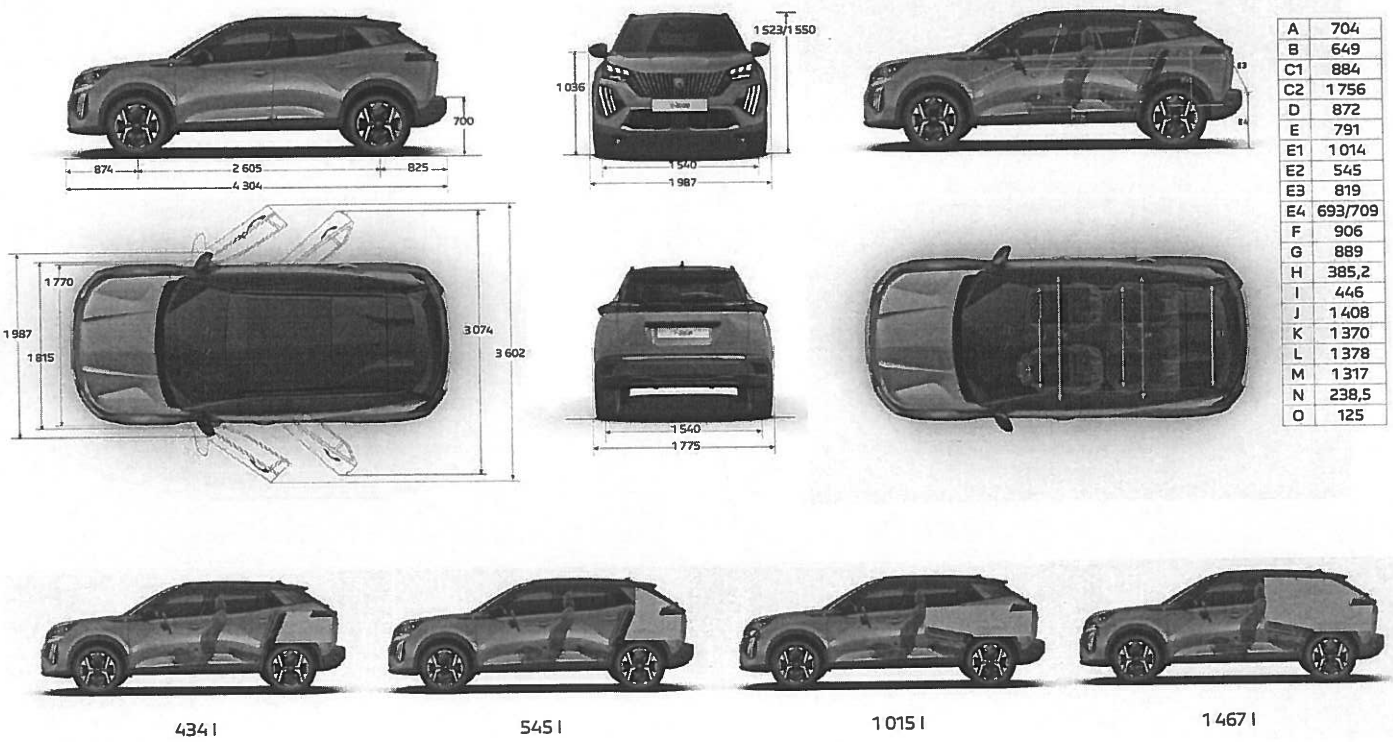 1 523/1 550
1 036
700
874
2 605
825
4 304
1 540
1 987
E3
E4
A 704
B 649
C1 884
C2 1 756
D 872
E 791
E1 1 014
E2 545
E3 819
E4 693/709
F 906
G 889
H 385,2
I 446
J 1 408
K 1 370
L 1 378
M 1 317
N 238,5
O 125
1 770
1 987
1 815
3 074
3 602
1 540
1 775
434 l
545 l
1 015 l
1 467 l